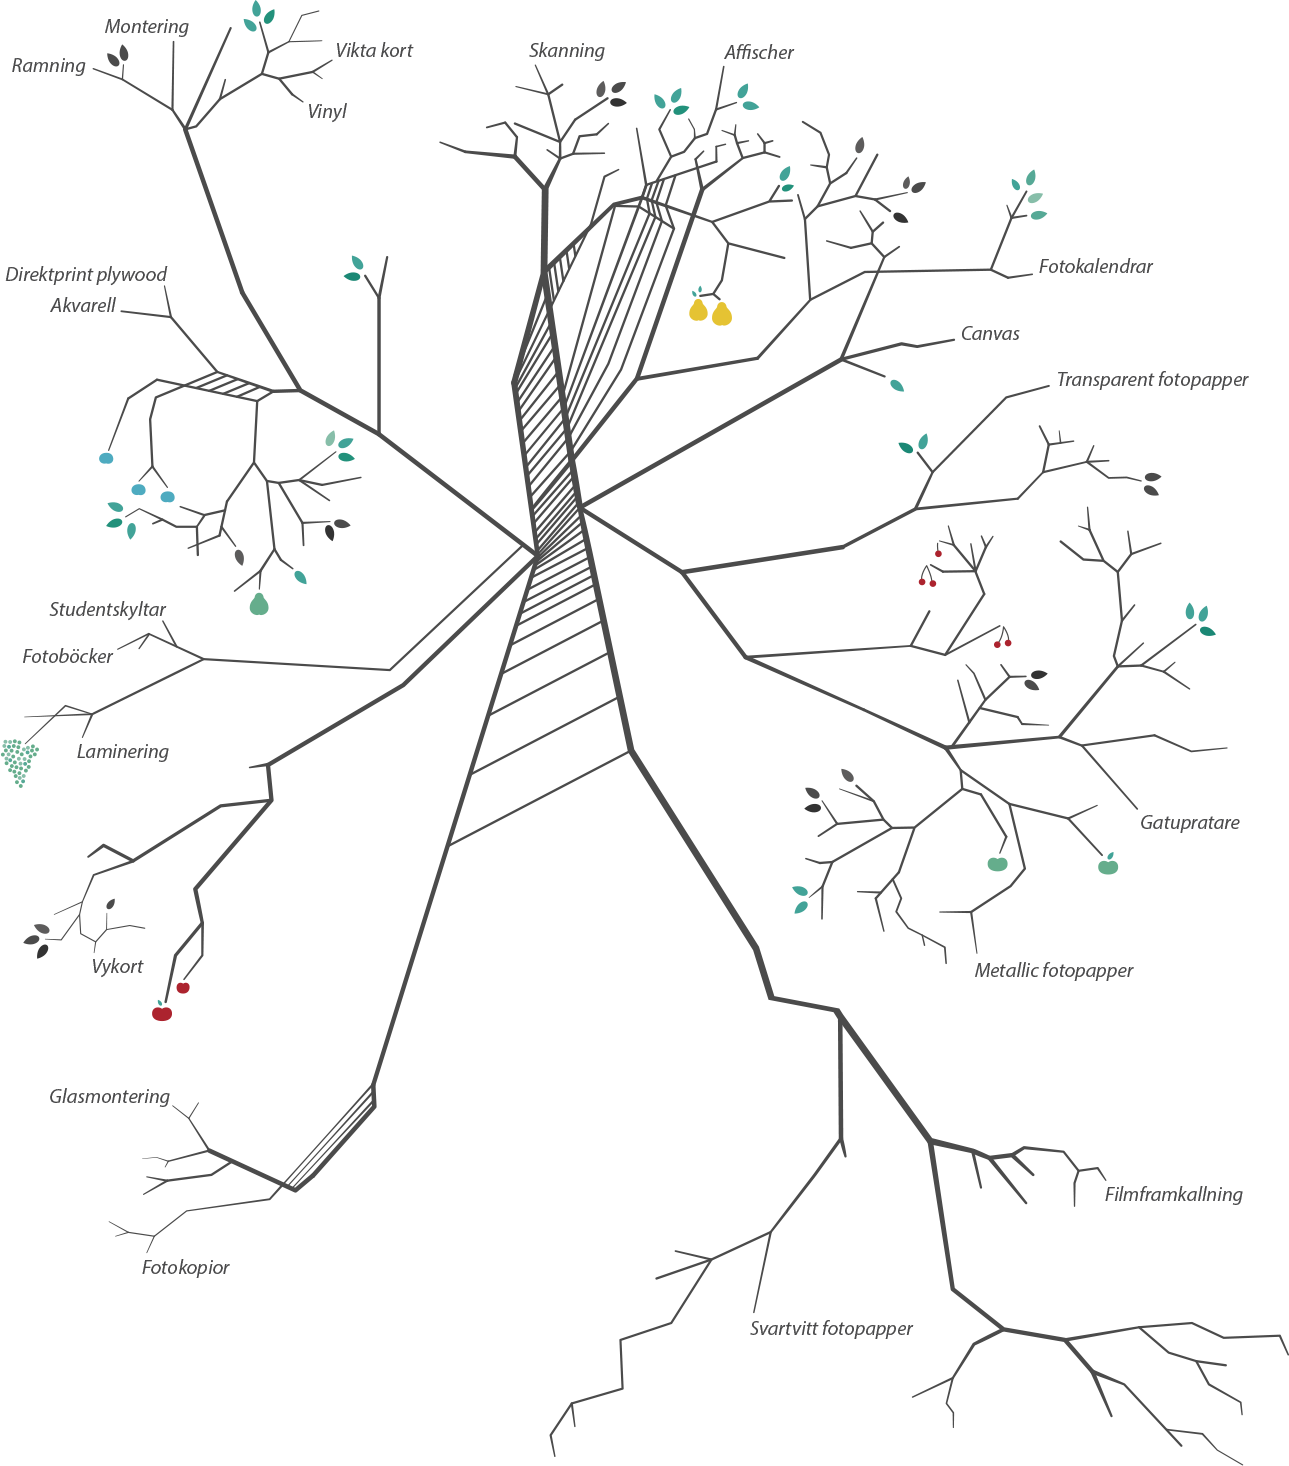 Montering
Skanning
Affischer
Vikta kort
Ramning
Vinyl
Fotokalendrar
Direktprint plywood
Akvarell
Canvas
Transparent fotopapper
Studentskyltar
Fotoböcker
Laminering
Gatupratare
Vykort
Metallic fotopapper
Glasmontering
Filmframkallning
Fotokopior
Svartvitt fotopapper